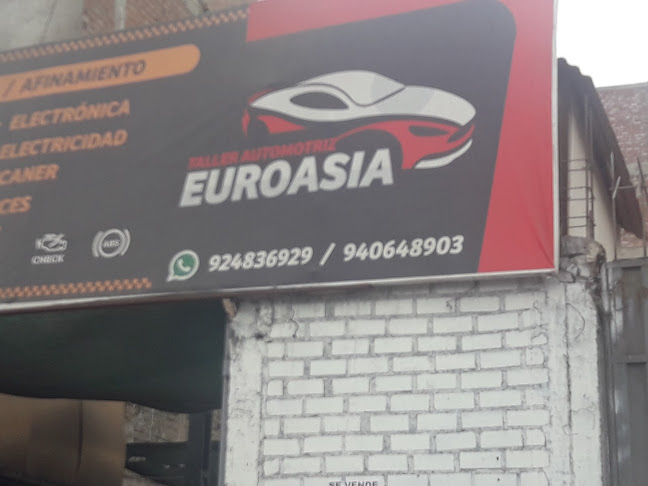 / AFINAMIENTO
ELECTRÓNICA
ELECTRICIDAD
CANER
CES
CHECK
ABS
TALLER AUTOMOTRIZ
EUROASIA
924836929 / 940648903
SE VENDE